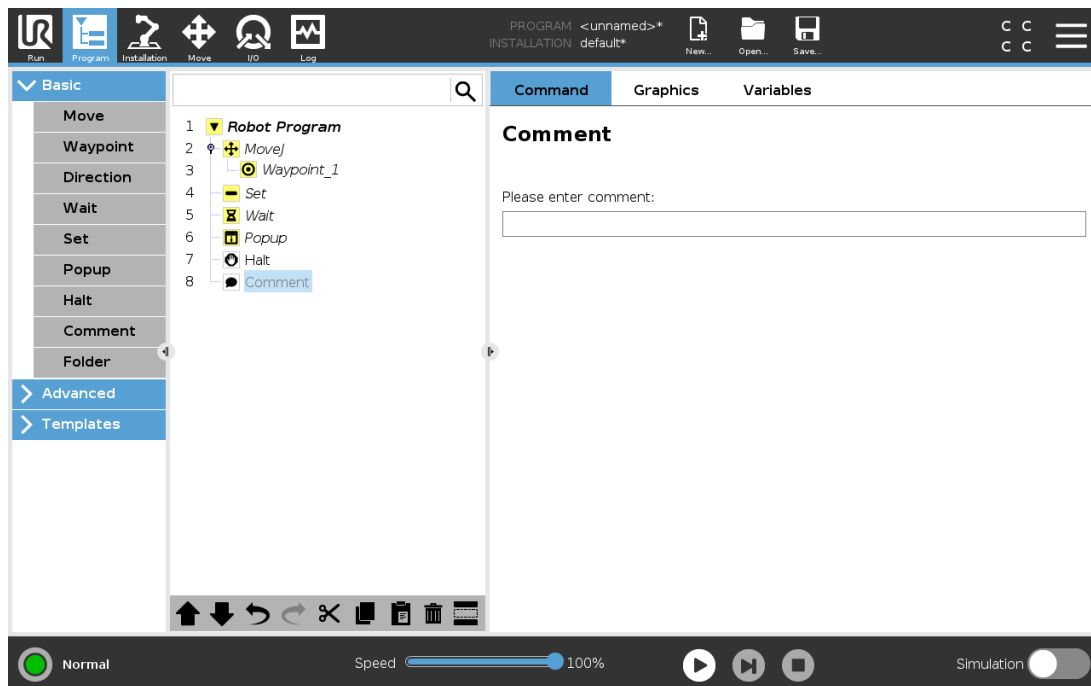 PROGRAM <unnamed>*
INSTALLATION default*
C C
C C
Run Program Installation Move I/O Log New... Open... Save...
Basic
Move
Waypoint
Direction
Wait
Set
Popup
Halt
Comment
Folder
Advanced
Templates
1 Robot Program
2 MoveJ
3 Waypoint_1
4 Set
5 Wait
6 Popup
7 Halt
8 Comment
Command Graphics Variables
Comment
Please enter comment:
Normal
Speed 100%
Simulation